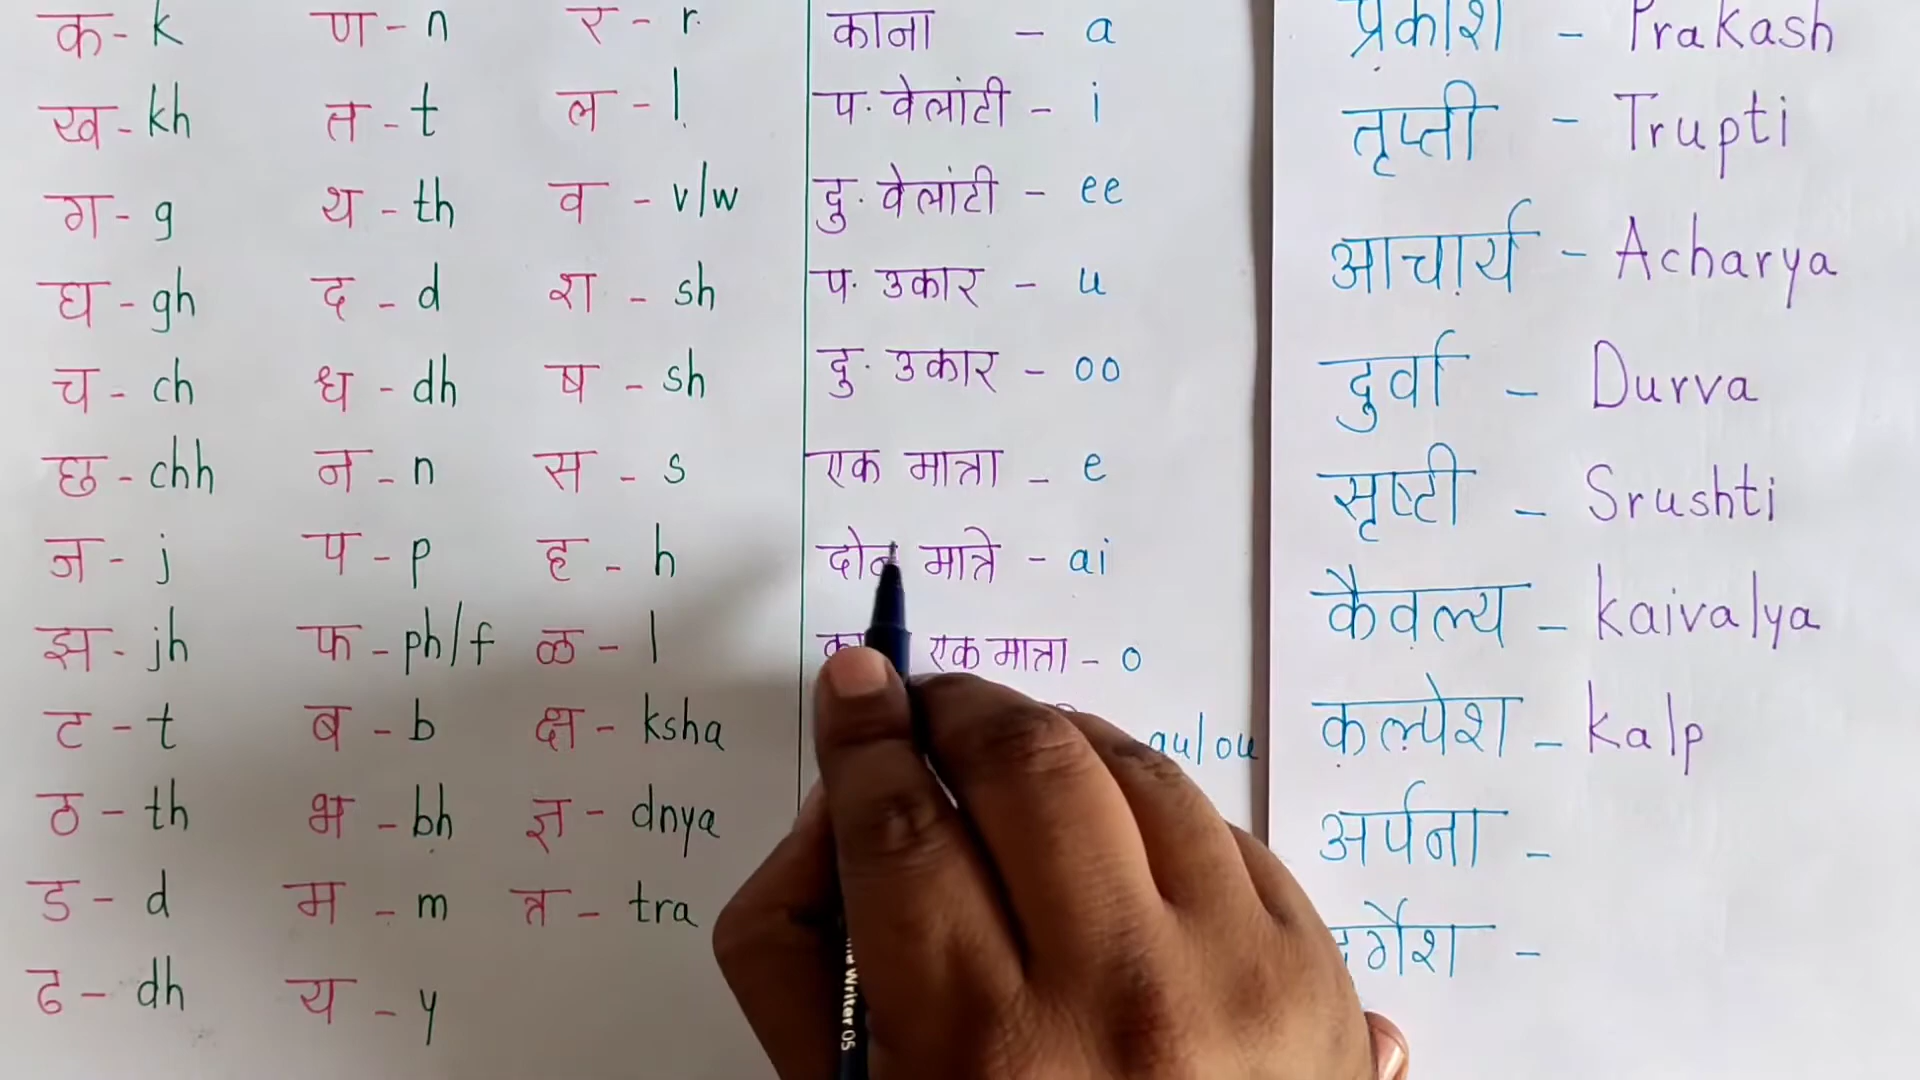 क - k
ख - kh
ग - g
घ - gh
च - ch
छ - chh
ज - j
झ - jh
ट - t
ठ - th
ड - d
ढ - dh
ण - n
त - t
थ - th
द - d
ध - dh
न - n
प - p
फ - ph/f
ब - b
भ - bh
म - m
य - y
र - r
ल - l
व - v/w
श - sh
ष - sh
स - s
ह - h
ळ - l
क्ष - ksha
ज्ञ - dnya
त्र - tra
काना - a
प. वेलांटी - i
दु. वेलांटी - ee
प. उकार - u
दु. उकार - oo
एक मात्रा - e
दोन मात्रे - ai
एक मात्रा - o
au/ou
प्रकाश - Prakash
तृप्ती - Trupti
आचार्य - Acharya
दुर्वा - Durva
सृष्टी - Srushti
कैवल्य - kaivalya
कल्पेश - kalp
अर्पना -
Writer 05